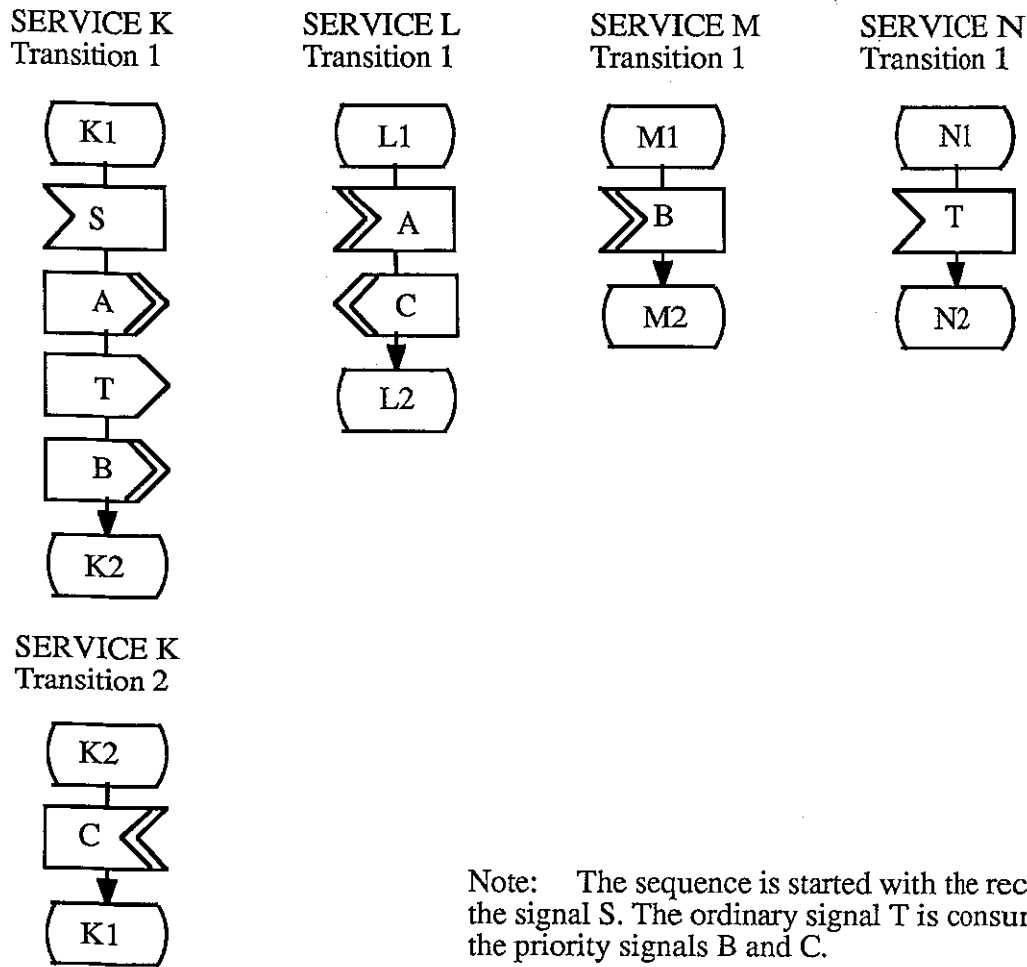 SERVICE K
Transition 1
SERVICE L
Transition 1
SERVICE M
Transition 1
SERVICE N
Transition 1
K1
S
A
T
B
K2
L1
A
C
L2
M1
B
M2
N1
T
N2
SERVICE K
Transition 2
K2
C
K1
Note: The sequence is started with the rec
the signal S. The ordinary signal T is consu
the priority signals B and C.